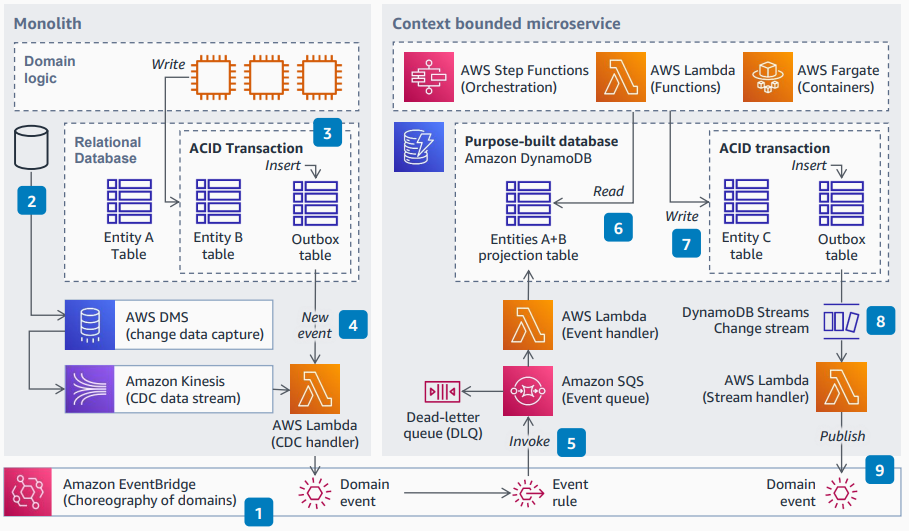 Monolith
Domain
logic
Write
2
Relational
Database
3
ACID Transaction
Insert
Entity A
Table
Entity B
table
Outbox
table
AWS DMS
(change data capture)
New
event
4
Amazon Kinesis
(CDC data stream)
AWS Lambda
(CDC handler)
Context bounded microservice
AWS Step Functions
(Orchestration)
AWS Lambda
(Functions)
AWS Fargate
(Containers)
Purpose-built database
Amazon DynamoDB
Read
6
Entities A+B
projection table
ACID transaction
Insert
Write
7
Entity C
table
Outbox
table
AWS Lambda
(Event handler)
DynamoDB Streams
Change stream
8
Amazon SQS
(Event queue)
Dead-letter
queue (DLQ)
Invoke
5
AWS Lambda
(Stream handler)
Publish
9
Amazon EventBridge
(Choreography of domains)
1
Domain
event
Event
rule
Domain
event